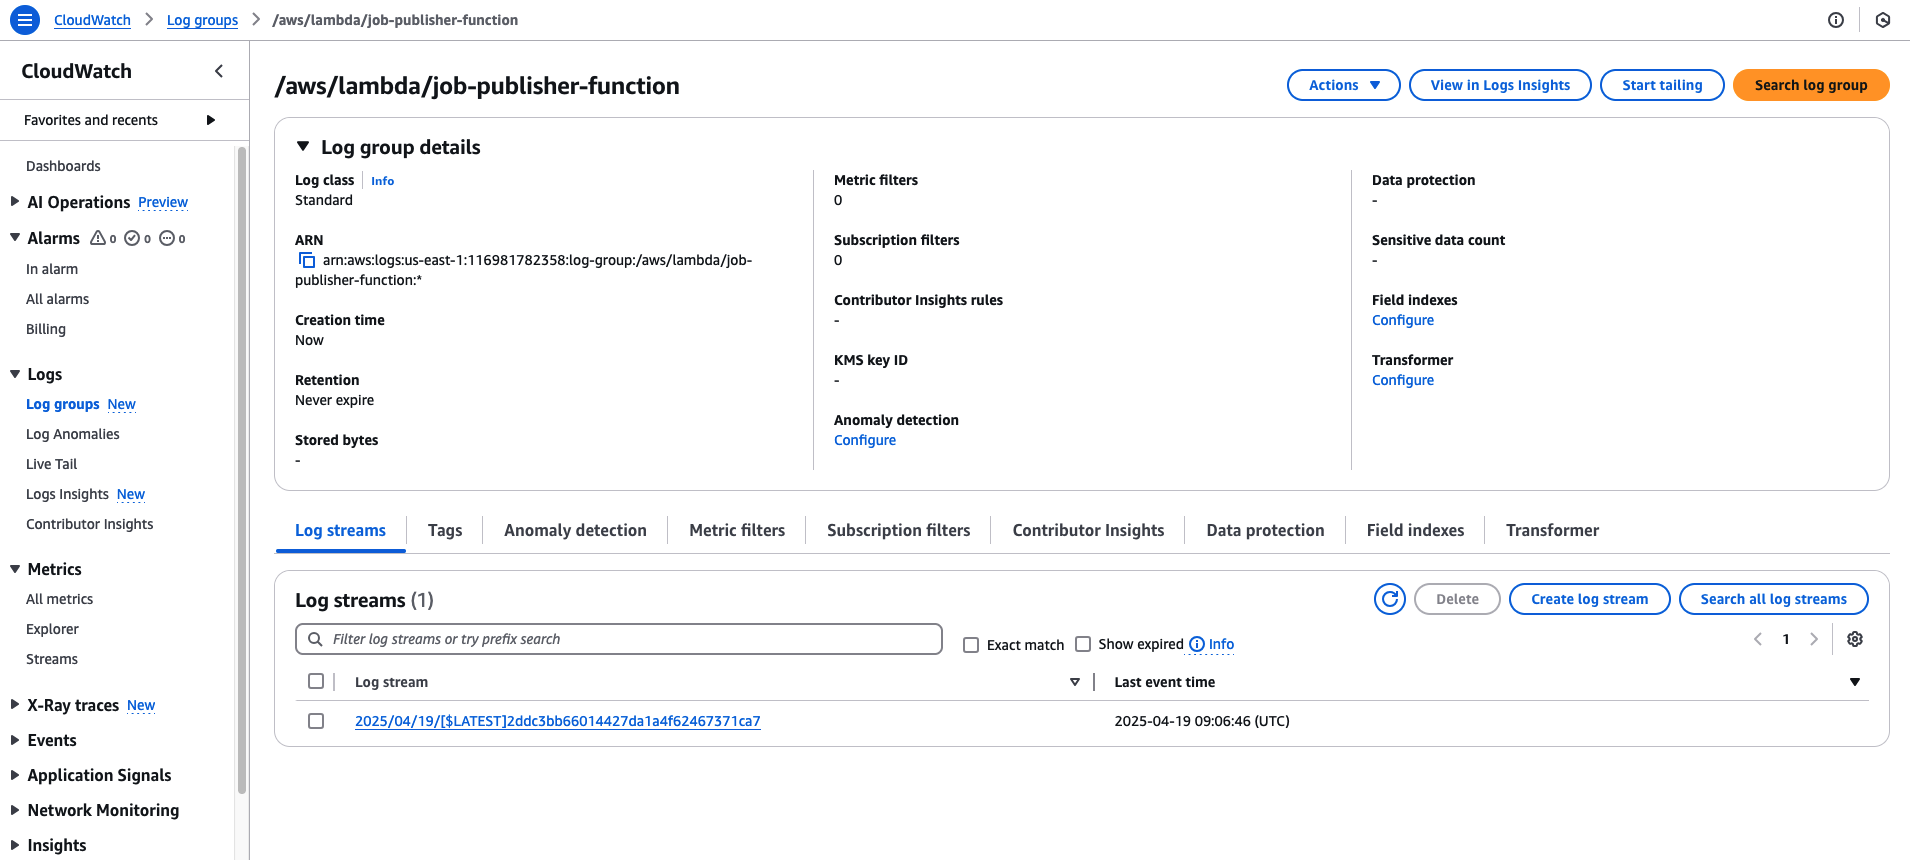 CloudWatch > Log groups > /aws/lambda/job-publisher-function
CloudWatch
Favorites and recents
Dashboards
AI Operations Preview
Alarms 0 0 0
In alarm
All alarms
Billing
Logs
Log groups New
Log Anomalies
Live Tail
Logs Insights New
Contributor Insights
Metrics
All metrics
Explorer
Streams
X-Ray traces New
Events
Application Signals
Network Monitoring
Insights
/aws/lambda/job-publisher-function
Actions View in Logs Insights Start tailing Search log group
Log group details
Log class Info
Standard
ARN
arn:aws:logs:us-east-1:116981782358:log-group:/aws/lambda/job-
publisher-function:*
Creation time
Now
Retention
Never expire
Stored bytes
-
Metric filters
0
Subscription filters
0
Contributor Insights rules
-
KMS key ID
-
Anomaly detection
Configure
Data protection
-
Sensitive data count
-
Field indexes
Configure
Transformer
Configure
Log streams Tags Anomaly detection Metric filters Subscription filters Contributor Insights Data protection Field indexes Transformer
Log streams (1)
Delete Create log stream Search all log streams
Filter log streams or try prefix search Exact match Show expired Info 1
Log stream Last event time
2025/04/19/[$LATEST]2ddc3bb66014427da1a4f62467371ca7 2025-04-19 09:06:46 (UTC)